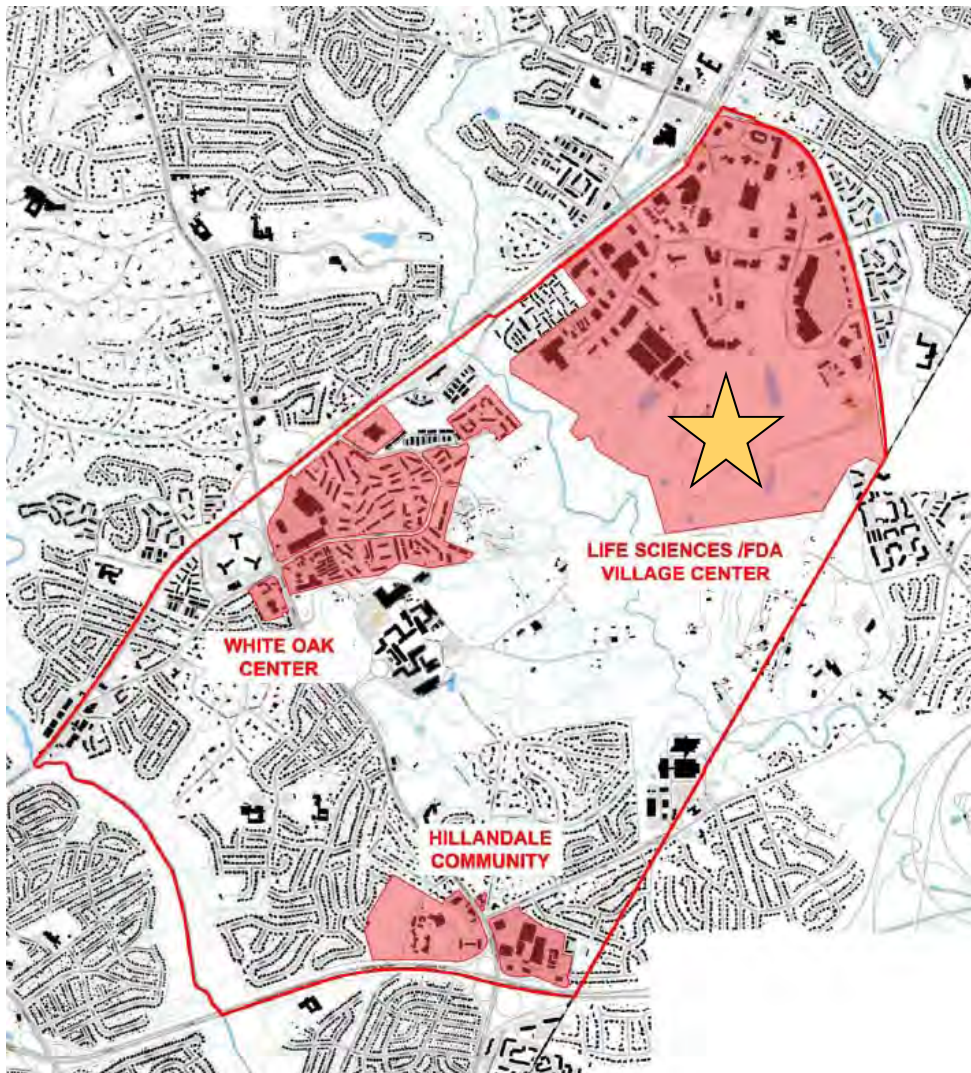 LIFE SCIENCES /FDA
VILLAGE CENTER
WHITE OAK
CENTER
HILLANDALE
COMMUNITY